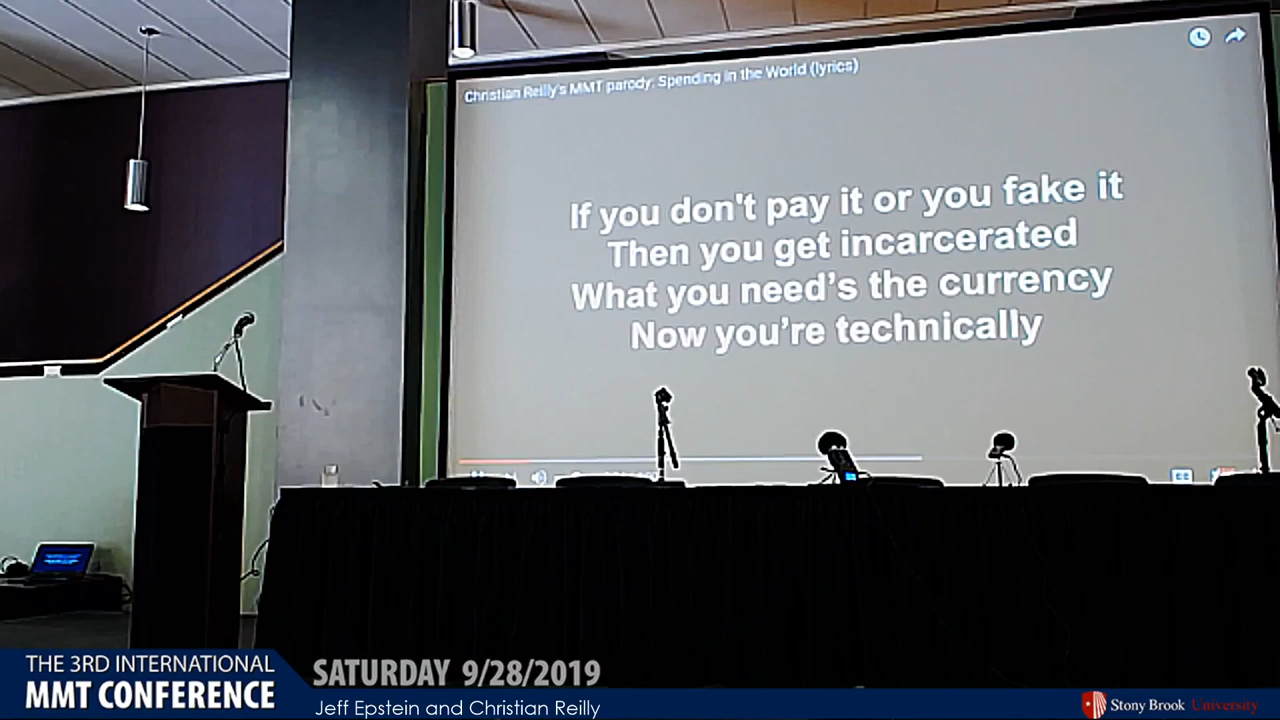 Christian Reilly's MMT parody: Spending in the World (lyrics)
If you don't pay it or you fake it
Then you get incarcerated
What you need's the currency
Now you're technically
THE 3RD INTERNATIONAL
MMT CONFERENCE
SATURDAY 9/28/2019
Jeff Epstein and Christian Reilly
Stony Brook University